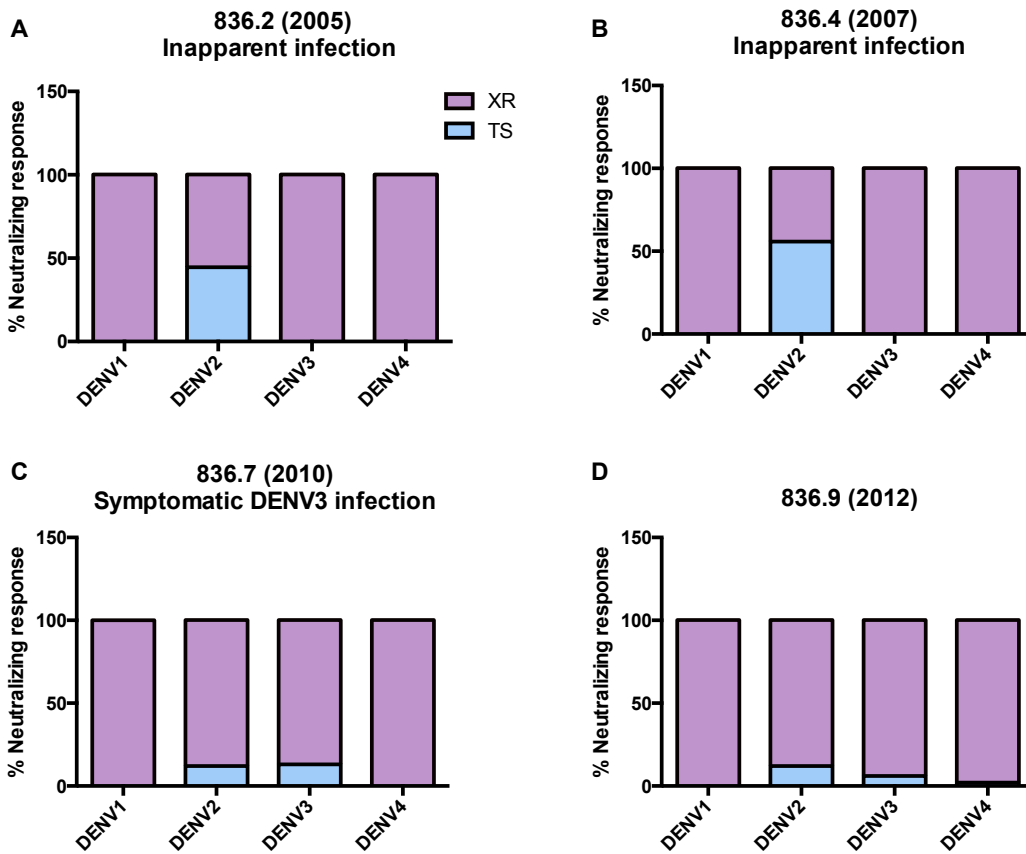 A
836.2 (2005)
Inapparent infection
% Neutralizing response
150
100
50
0
DENV1
DENV2
DENV3
DENV4
XR
TS
B
836.4 (2007)
Inapparent infection
% Neutralizing response
150
100
50
0
DENV1
DENV2
DENV3
DENV4
C
836.7 (2010)
Symptomatic DENV3 infection
% Neutralizing response
150
100
50
0
DENV1
DENV2
DENV3
DENV4
D
836.9 (2012)
% Neutralizing response
150
100
50
0
DENV1
DENV2
DENV3
DENV4